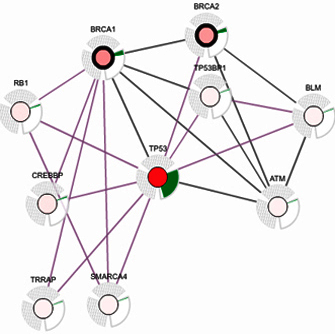 BRCA2
BRCA1
TP53BP1
RB1
BLM
TP53
CREBBP
ATM
TRRAP
SMARCA4